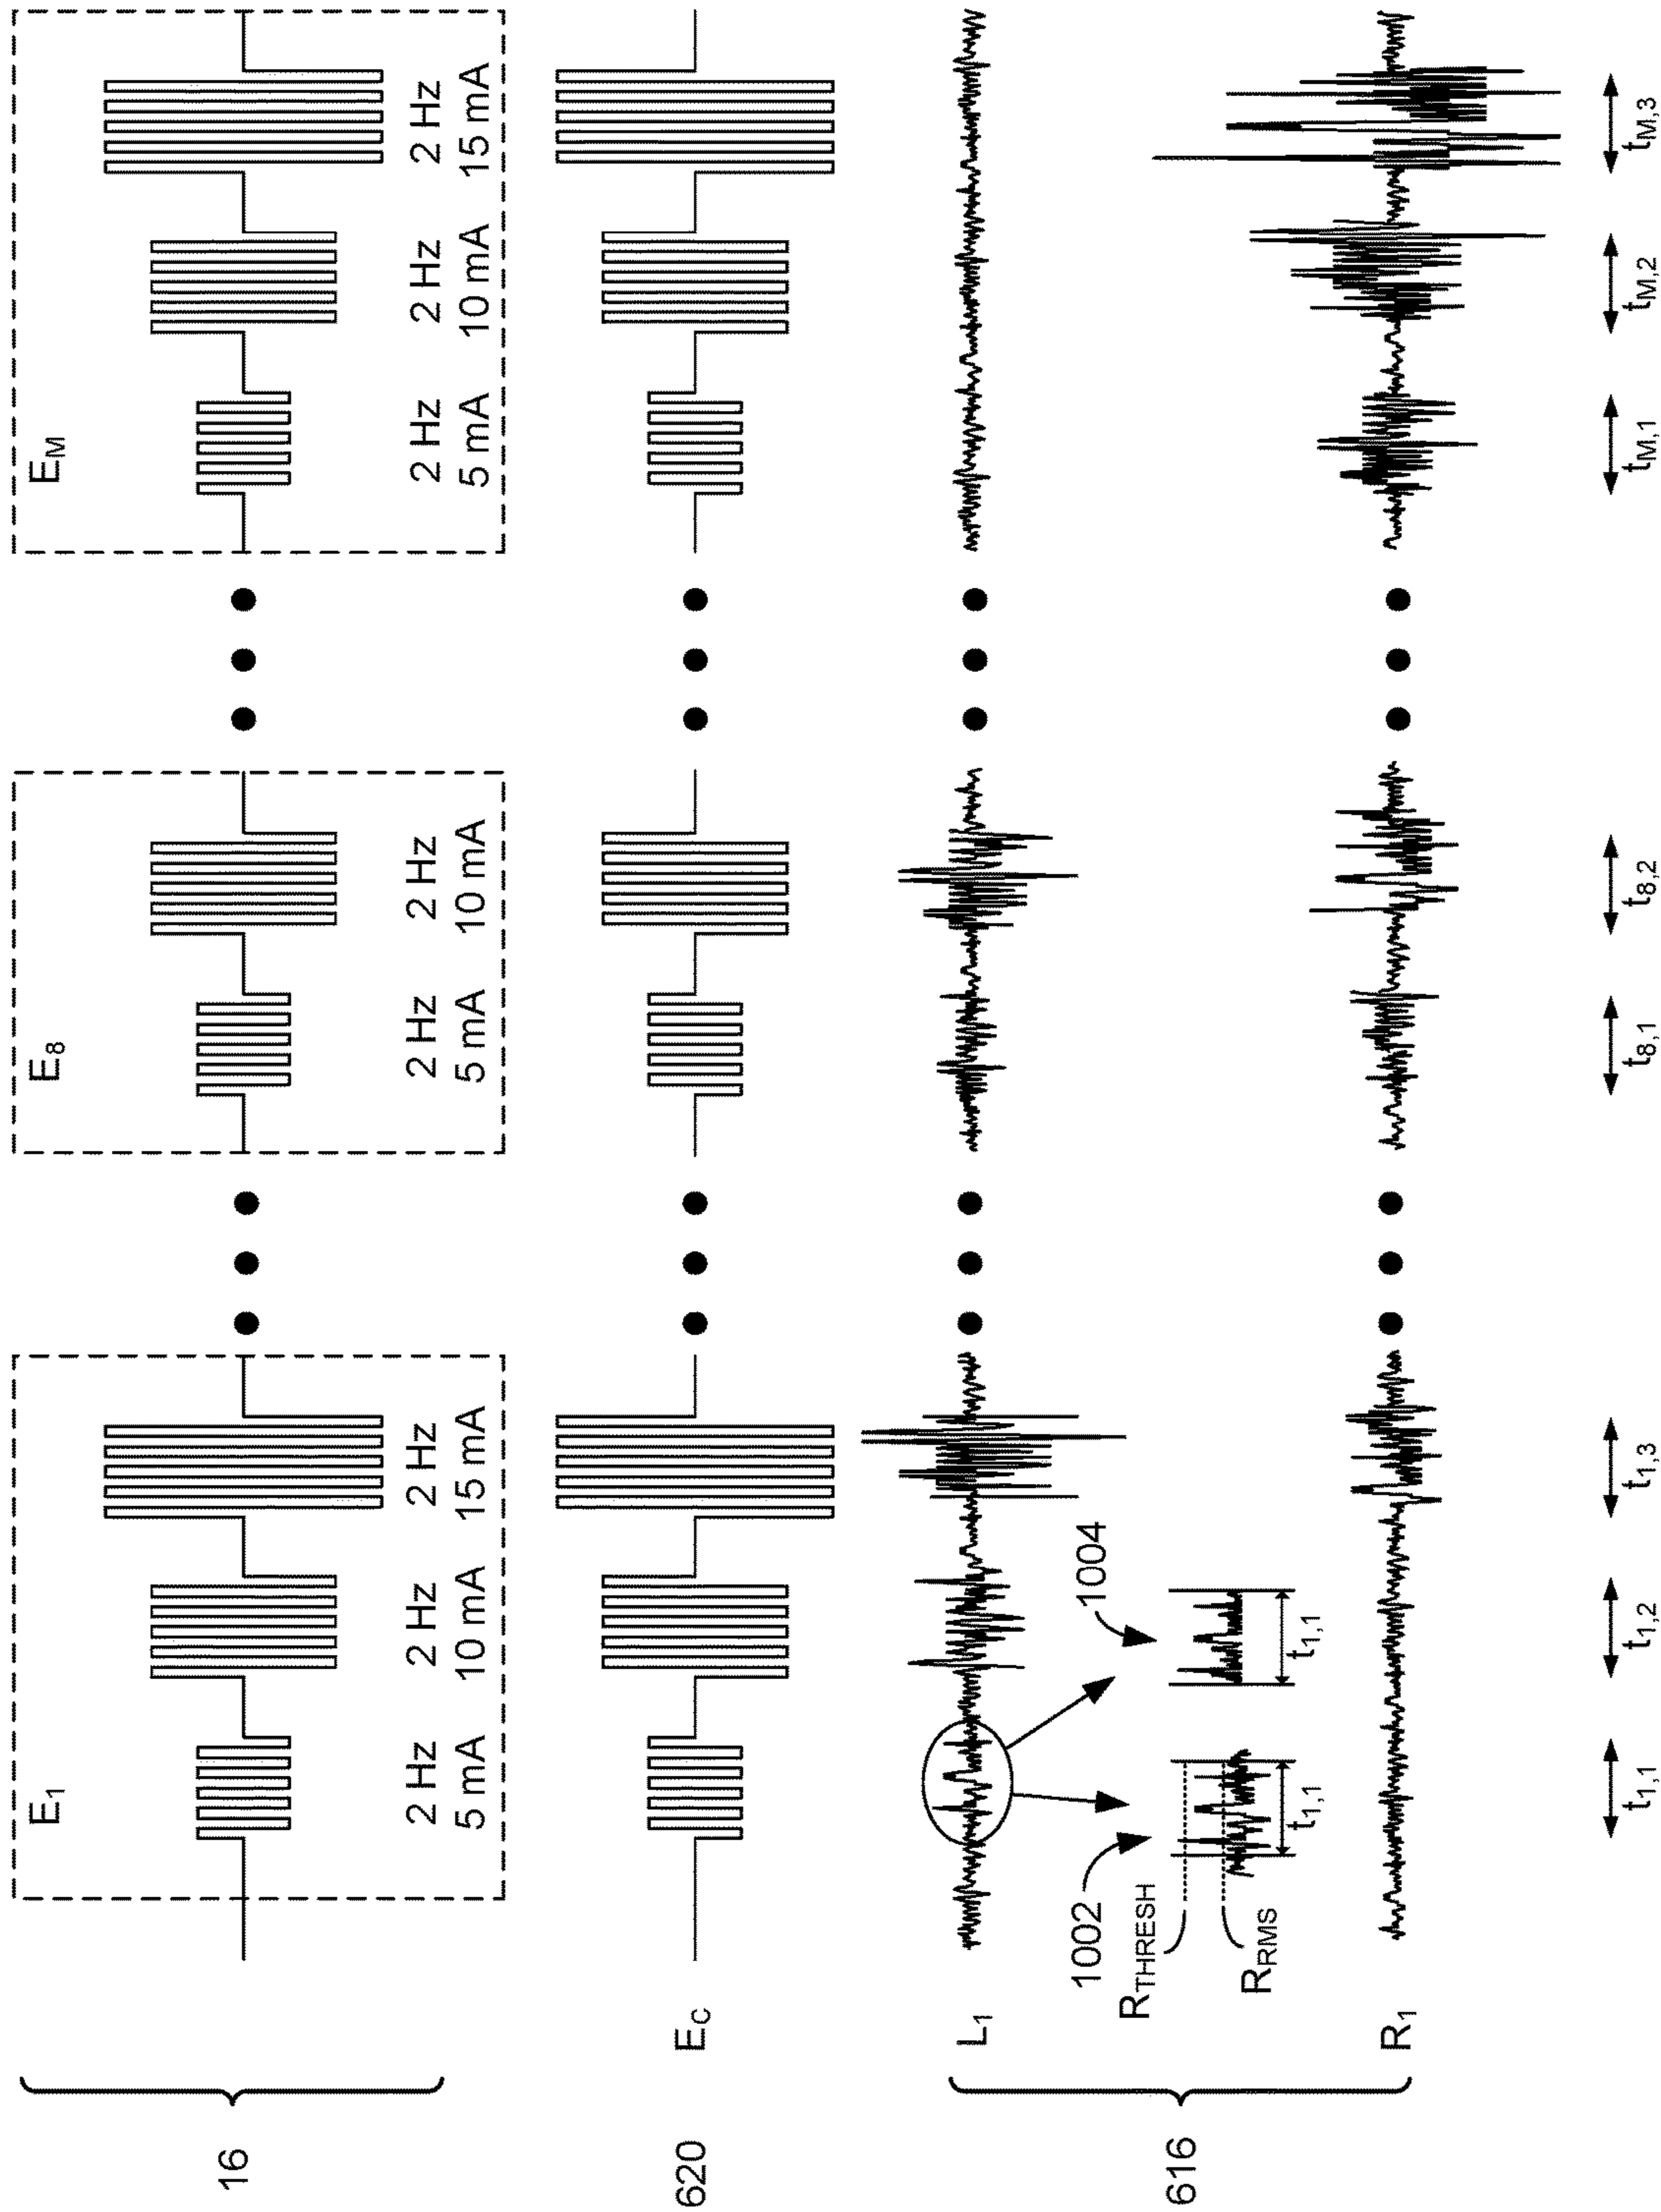 16
E1
E8
EM
2 Hz 2 Hz 2 Hz
5 mA 10 mA 15 mA
2 Hz 2 Hz
5 mA 10 mA
2 Hz 2 Hz 2 Hz
5 mA 10 mA 15 mA
620
EC
616
L1
1002
1004
RTHRESH
RRMS
t1,1
t1,1
R1
t1,1
t1,2
t1,3
t8,1
t8,2
tM,1
tM,2
tM,3